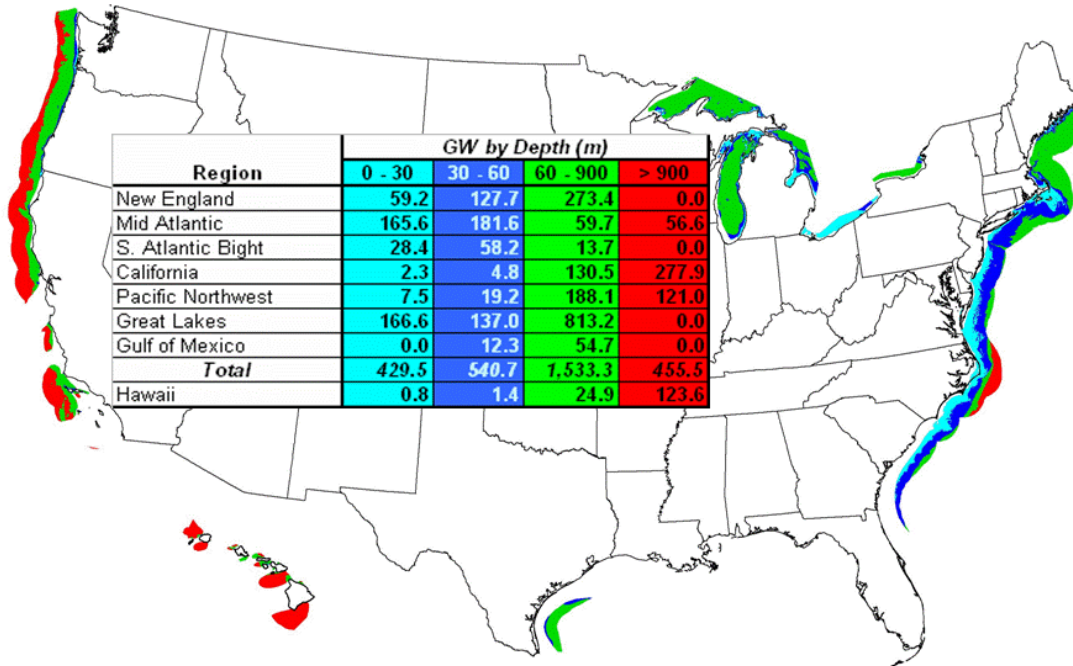 GW by Depth (m)
Region 0 - 30 30 - 60 60 - 900 > 900
New England 59.2 127.7 273.4 0.0
Mid Atlantic 165.6 181.6 59.7 56.6
S. Atlantic Bight 28.4 58.2 13.7 0.0
California 2.3 4.8 130.5 277.9
Pacific Northwest 7.5 19.2 188.1 121.0
Great Lakes 166.6 137.0 813.2 0.0
Gulf of Mexico 0.0 12.3 54.7 0.0
Total 429.5 540.7 1,533.3 455.5
Hawaii 0.8 1.4 24.9 123.6